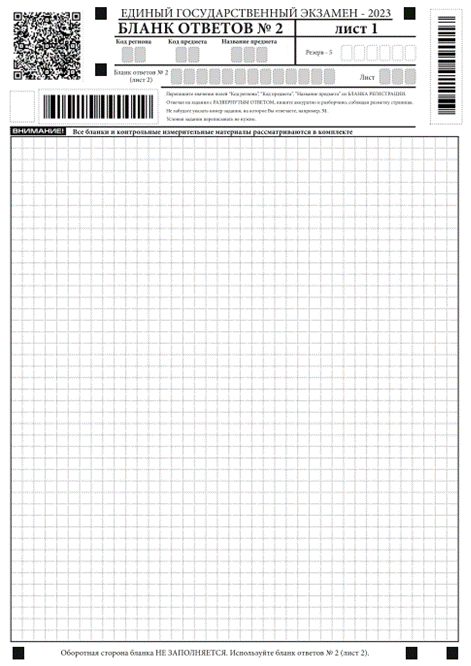 ЕДИНЫЙ ГОСУДАРСТВЕННЫЙ ЭКЗАМЕН - 2023
БЛАНК ОТВЕТОВ № 2
лист 1
Код региона Код предмета Название предмета
Резерв - 5
Бланк ответов № 2
(лист 2)
Лист
Перепишите значения полей "Код региона", "Код предмета", "Название предмета" из БЛАНКА РЕГИСТРАЦИИ.
Отвечая на задания с РАЗВЕРНУТЫМ ОТВЕТОМ, пишите аккуратно и разборчиво, соблюдая разметку страницы.
Не забудьте указать номер задания, на которое Вы отвечаете, например, 31.
Условия задания переписывать не нужно.
ВНИМАНИЕ! Все бланки и контрольные измерительные материалы рассматриваются в комплекте
Оборотная сторона бланка НЕ ЗАПОЛНЯЕТСЯ. Используйте бланк ответов № 2 (лист 2).